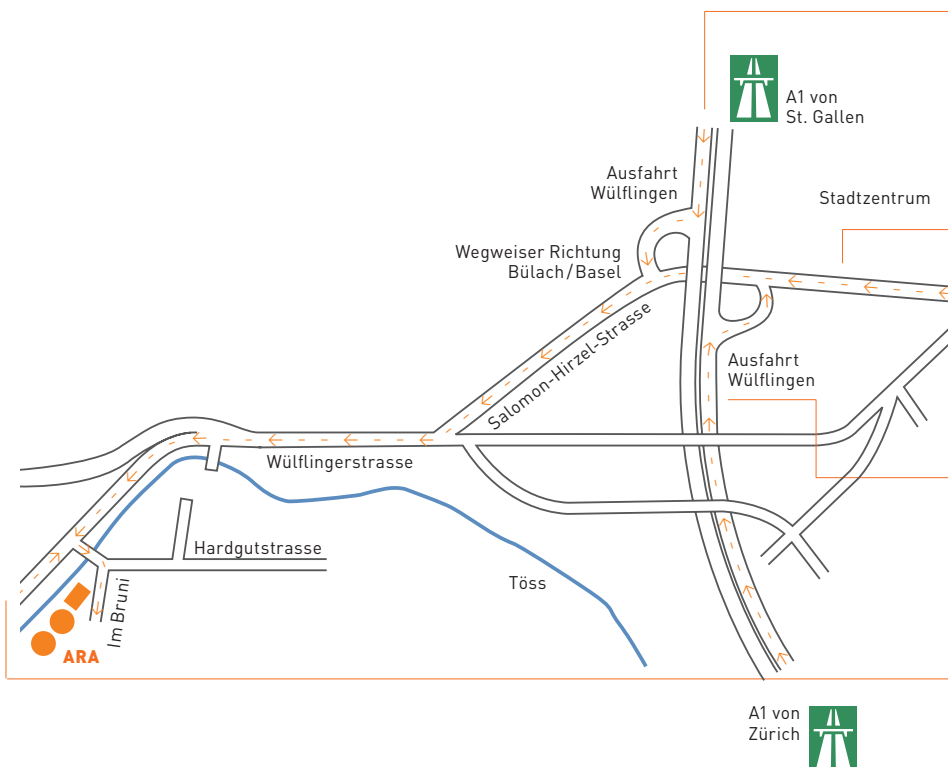 A1 von
St. Gallen
Ausfahrt
Wülflingen
Stadtzentrum
Wegweiser Richtung
Bülach/Basel
Salomon-Hirzel-Strasse
Ausfahrt
Wülflingen
Wülflingerstrasse
Hardgutstrasse
Töss
Im Bruni
ARA
A1 von
Zürich